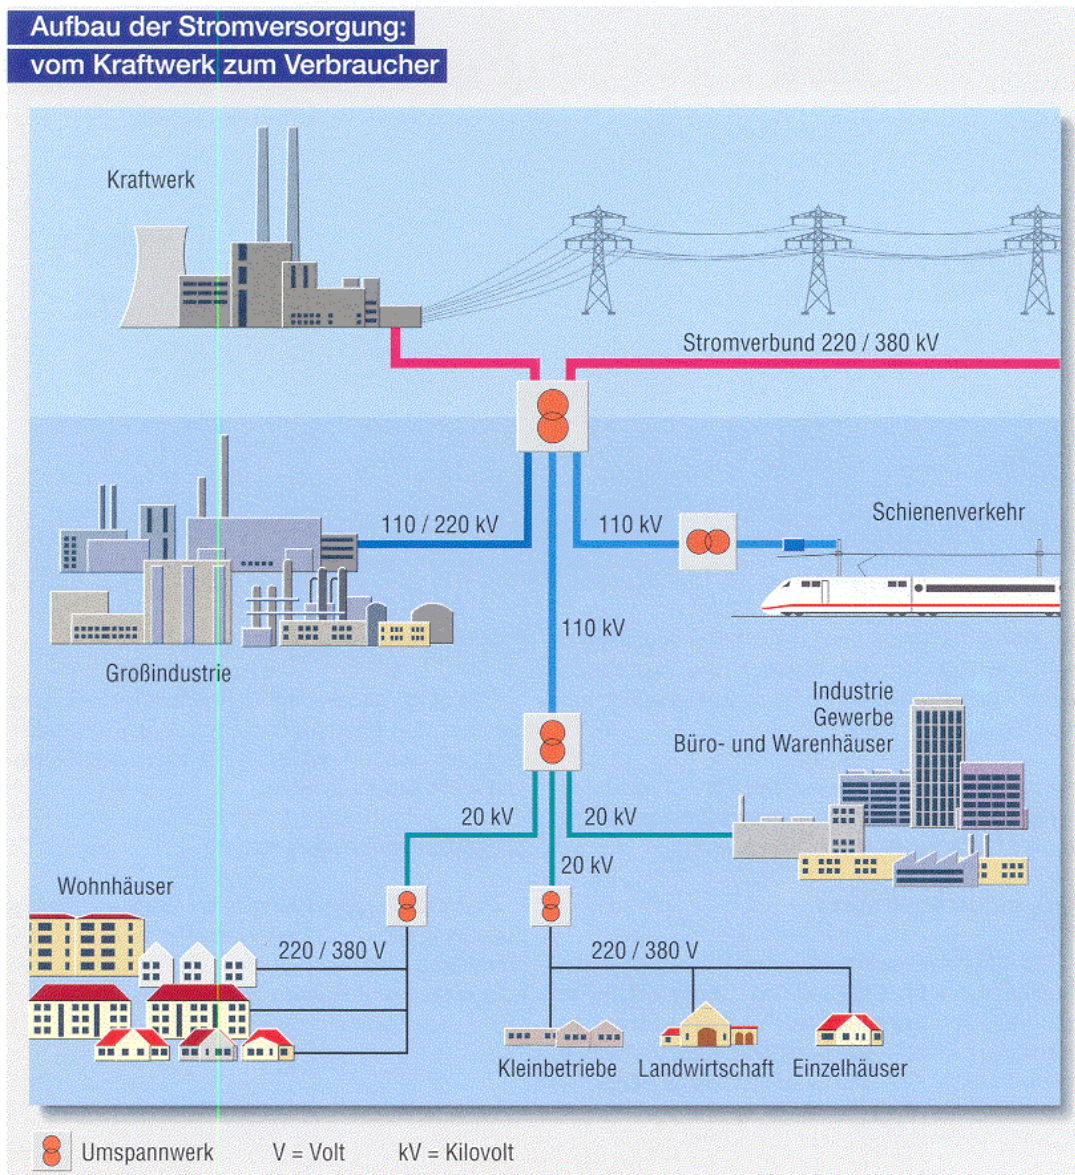 Aufbau der Stromversorgung:
vom Kraftwerk zum Verbraucher
Kraftwerk
Stromverbund 220 / 380 kV
110 / 220 kV
110 kV
Schienenverkehr
110 kV
Großindustrie
Industrie
Gewerbe
Büro- und Warenhäuser
20 kV
20 kV
20 kV
Wohnhäuser
220 / 380 V
220 / 380 V
Kleinbetriebe
Landwirtschaft
Einzelhäuser
Umspannwerk
V = Volt
kV = Kilovolt